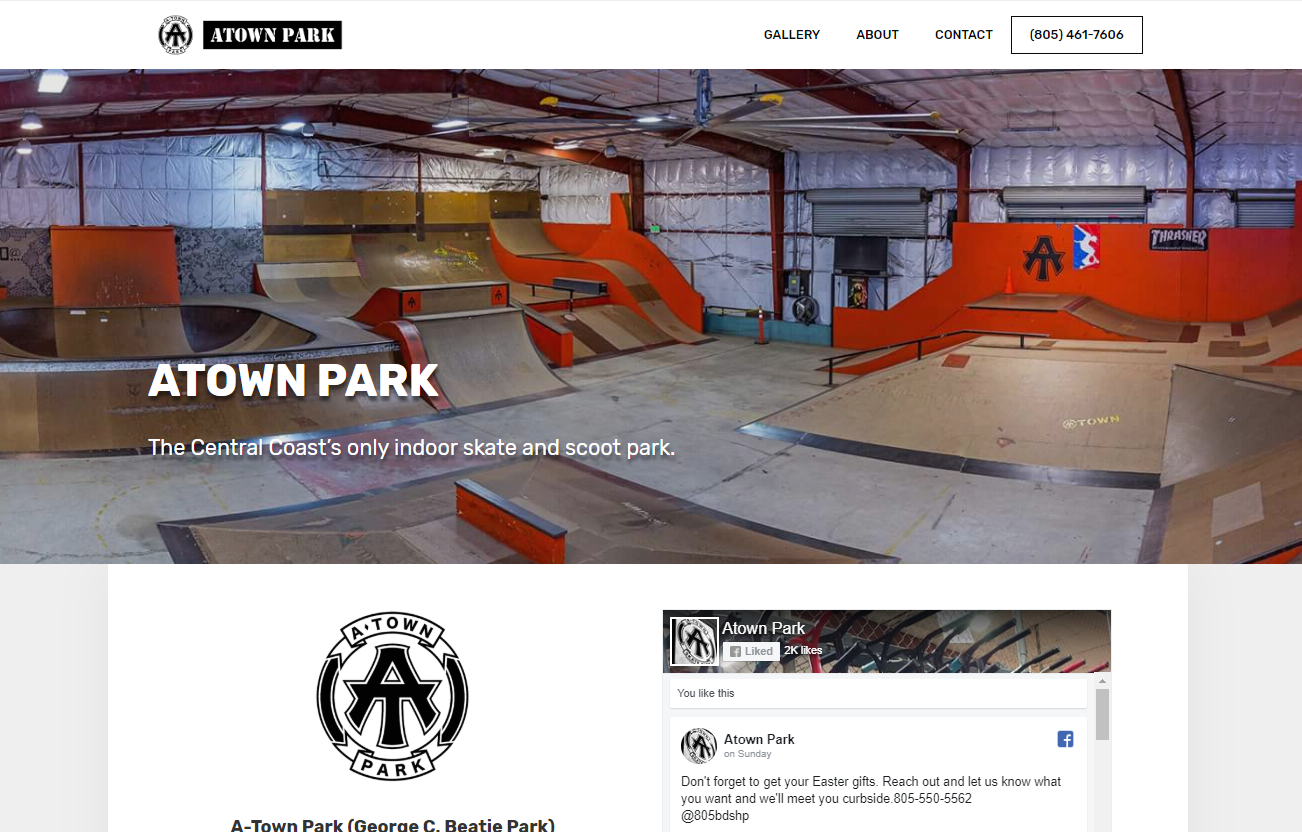 A·TOWN
PARK
ATOWN PARK
GALLERY
ABOUT
CONTACT
(805) 461-7606
THRASHER
TOWN
ATOWN PARK
The Central Coast’s only indoor skate and scoot park.
A·TOWN
PARK
A-Town Park (George C. Beatie Park)
Atown Park
Liked
2K likes
You like this
Atown Park
on Sunday
Don't forget to get your Easter gifts. Reach out and let us know what
you want and we'll meet you curbside.805-550-5562
@805bdshp